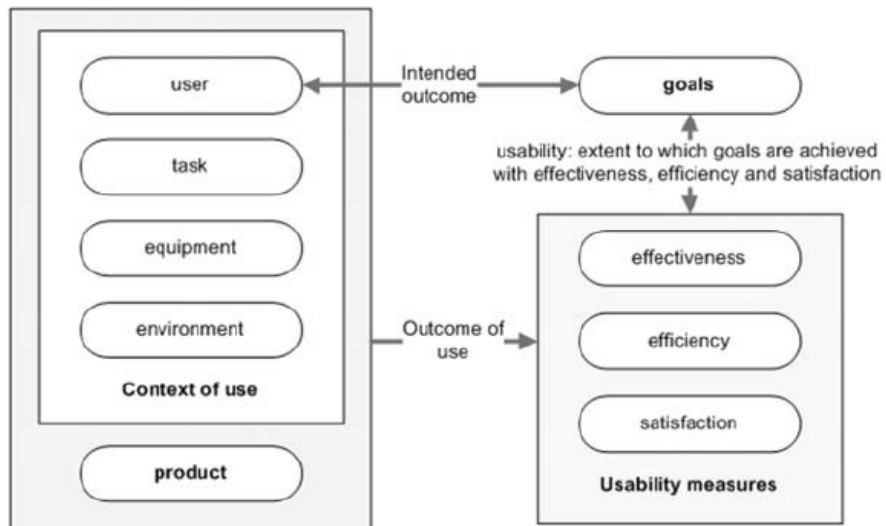 user
Intended
outcome
goals
task
usability: extent to which goals are achieved
with effectiveness, efficiency and satisfaction
equipment
effectiveness
environment
Outcome of
use
efficiency
Context of use
satisfaction
product
Usability measures